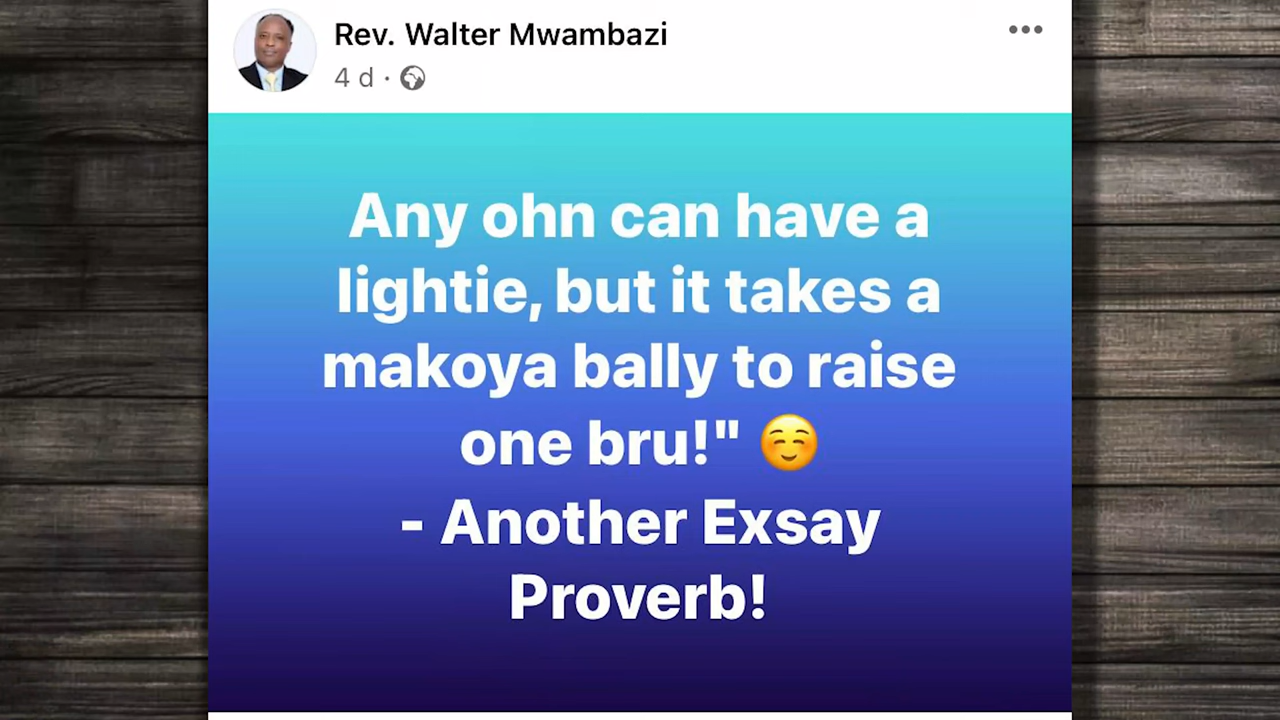 Rev. Walter Mwambazi
4 d ·
Any ohn can have a
lightie, but it takes a
makoya bally to raise
one bru!" ☺️
- Another Exsay
Proverb!